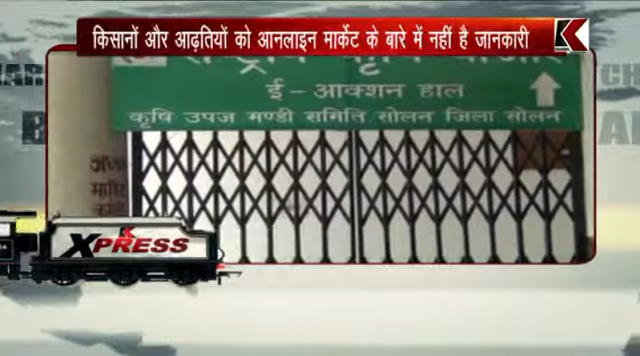 किसानों और आढ़तियों को आनलाइन मार्केट के बारे में नहीं है जानकारी
K
ई-आक्शन हाल
कृषि उपज मण्डी समिति सोलन जिला सोलन
XPRESS